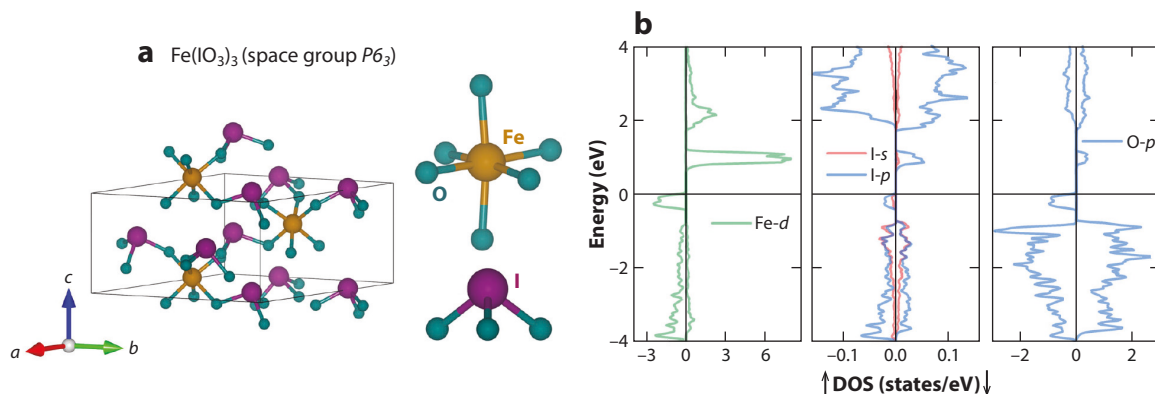 a Fe(IO₃)₃ (space group P6₃)
Fe
O
I
c
a
b
b
Energy (eV)
4
2
0
−2
−4
0 3 6
Fe-d
−0.1 0.0 0.1
I-s
I-p
−2 0 2
O-p
↑DOS (states/eV)↓